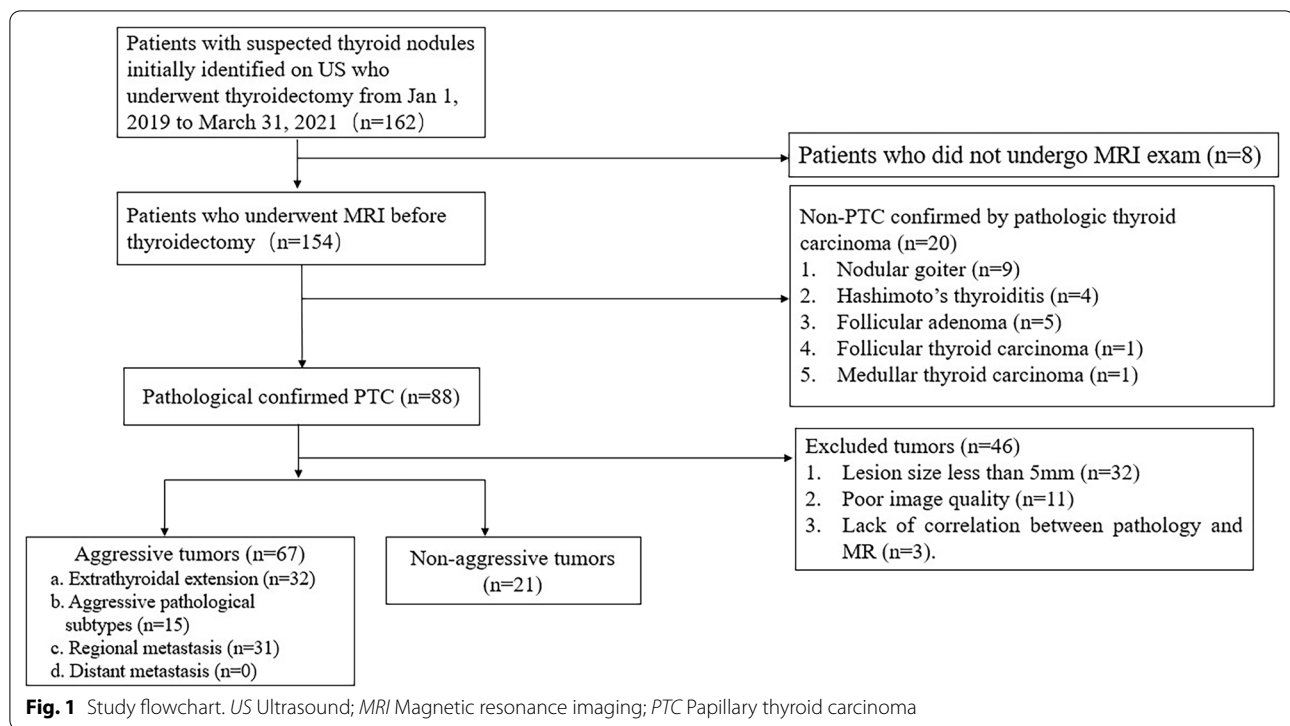 Patients with suspected thyroid nodules
initially identified on US who
underwent thyroidectomy from Jan 1,
2019 to March 31, 2021 (n=162)
Patients who did not undergo MRI exam (n=8)
Patients who underwent MRI before
thyroidectomy (n=154)
Non-PTC confirmed by pathologic thyroid
carcinoma (n=20)
1. Nodular goiter (n=9)
2. Hashimoto’s thyroiditis (n=4)
3. Follicular adenoma (n=5)
4. Follicular thyroid carcinoma (n=1)
5. Medullar thyroid carcinoma (n=1)
Pathological confirmed PTC (n=88)
Excluded tumors (n=46)
1. Lesion size less than 5mm (n=32)
2. Poor image quality (n=11)
3. Lack of correlation between pathology and
MR (n=3).
Aggressive tumors (n=67)
a. Extrathyroidal extension (n=32)
b. Aggressive pathological
subtypes (n=15)
c. Regional metastasis (n=31)
d. Distant metastasis (n=0)
Non-aggressive tumors
(n=21)
Fig. 1 Study flowchart. US Ultrasound; MRI Magnetic resonance imaging; PTC Papillary thyroid carcinoma